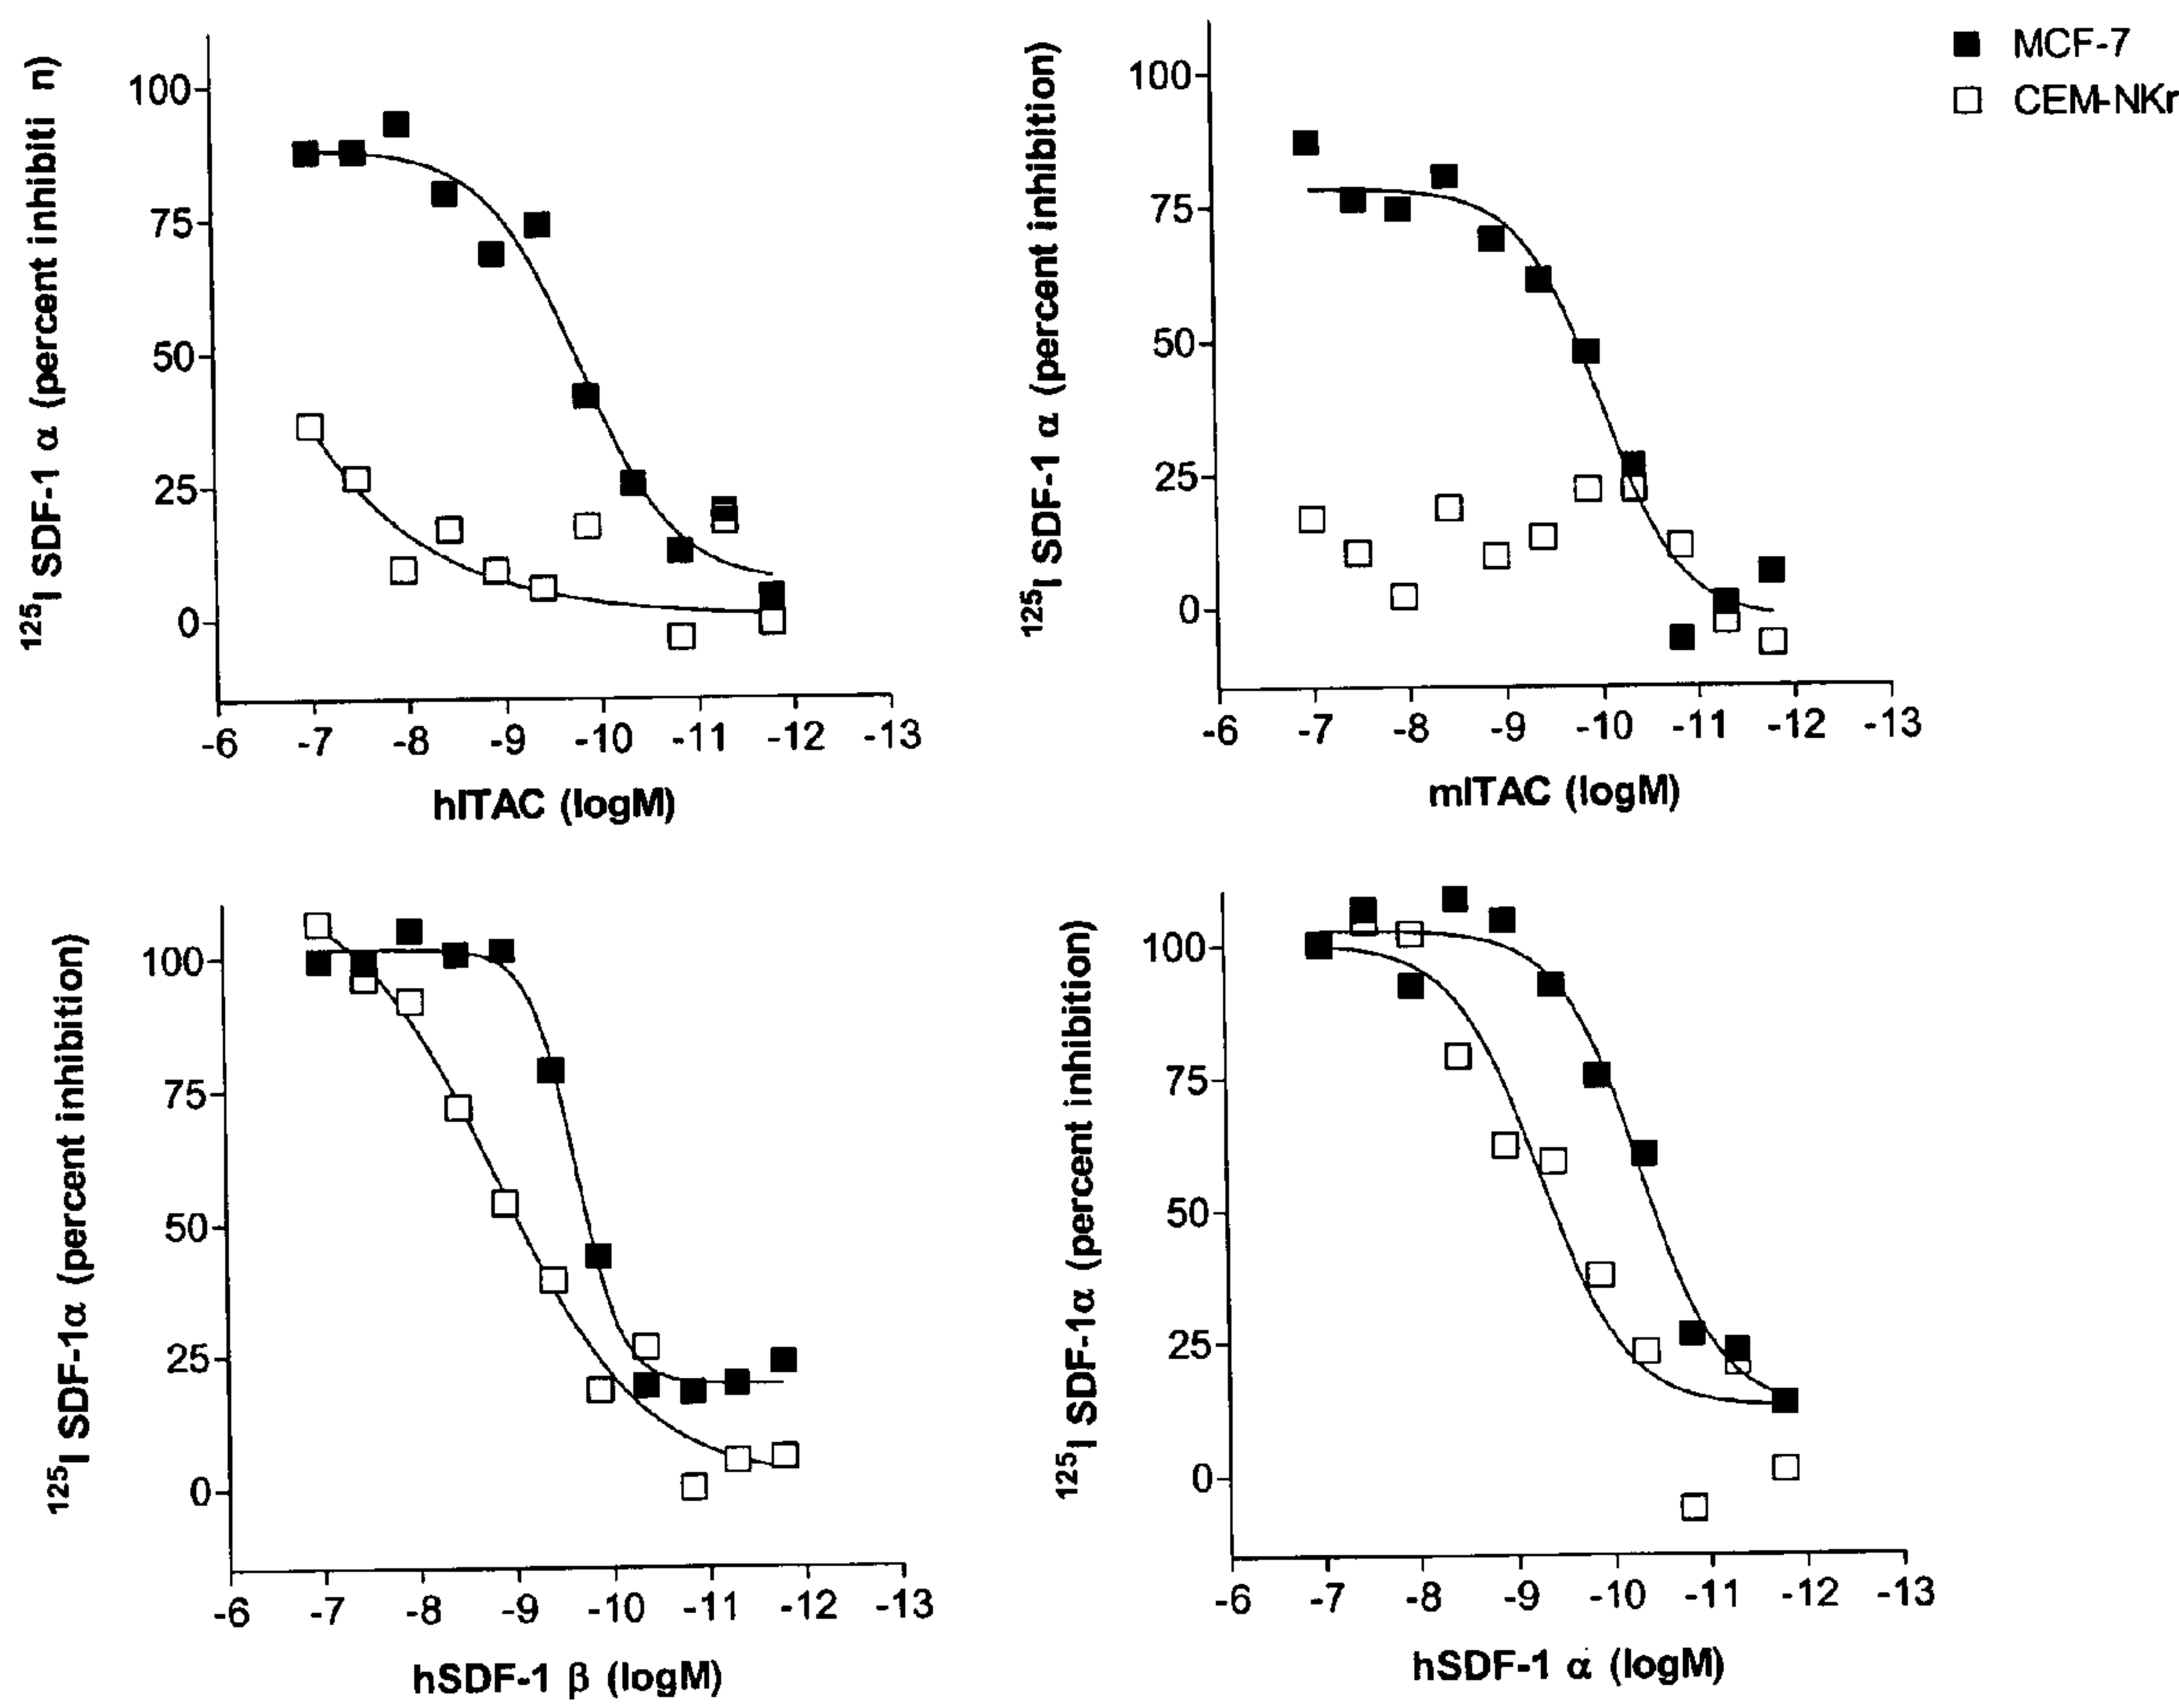 MCF-7
CEM-NKr
125I SDF-1 α (percent inhibiti n)
100
75
50
25
0
-6 -7 -8 -9 -10 -11 -12 -13
hITAC (logM)
125I SDF-1 α (percent inhibition)
100
75
50
25
0
-6 -7 -8 -9 -10 -11 -12 -13
mITAC (logM)
125I SDF-1α (percent inhibition)
100
75
50
25
0
-6 -7 -8 -9 -10 -11 -12 -13
hSDF-1 β (logM)
125I SDF-1α (percent inhibition)
100
75
50
25
0
-6 -7 -8 -9 -10 -11 -12 -13
hSDF-1 α (logM)